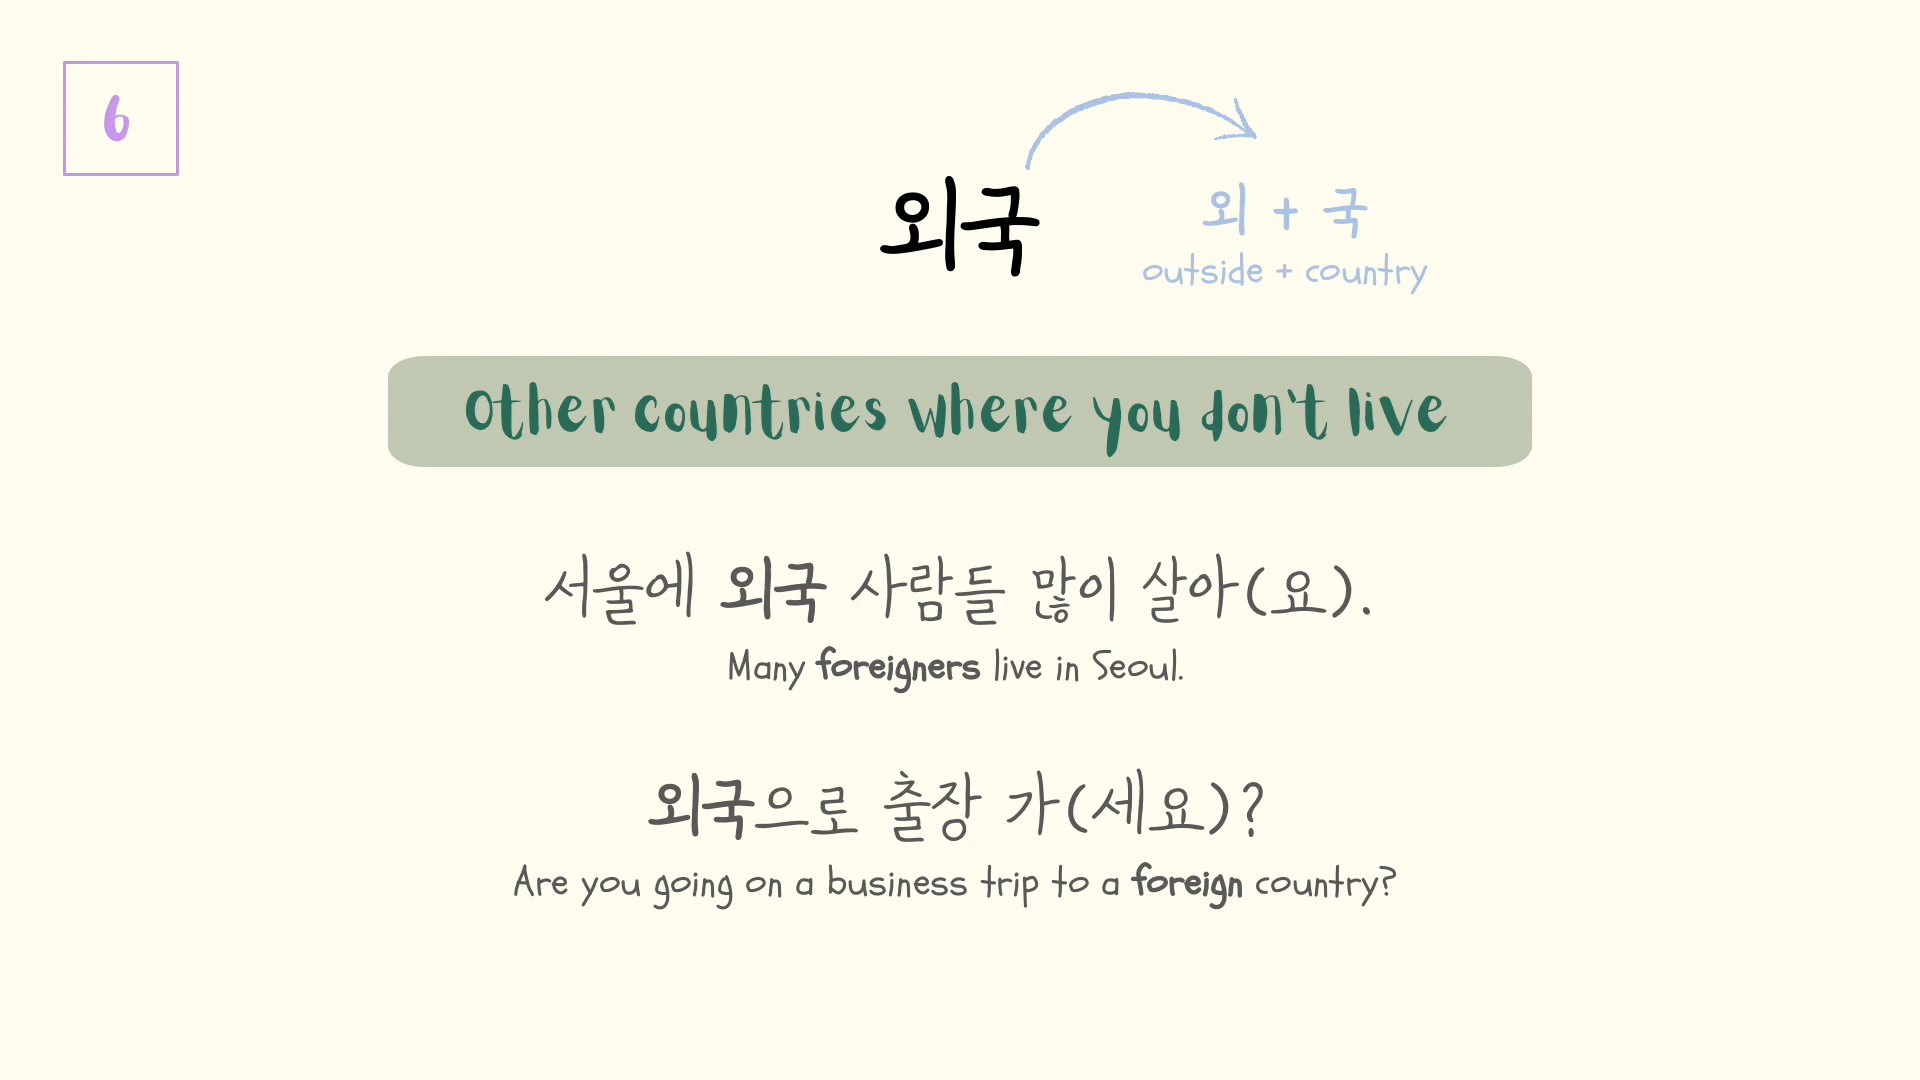 6
외국
외 + 국
outside + country
Other countries where you don't live
서울에 외국 사람들 많이 살아(요).
Many foreigners live in Seoul.
외국으로 출장 가(세요)?
Are you going on a business trip to a foreign country?